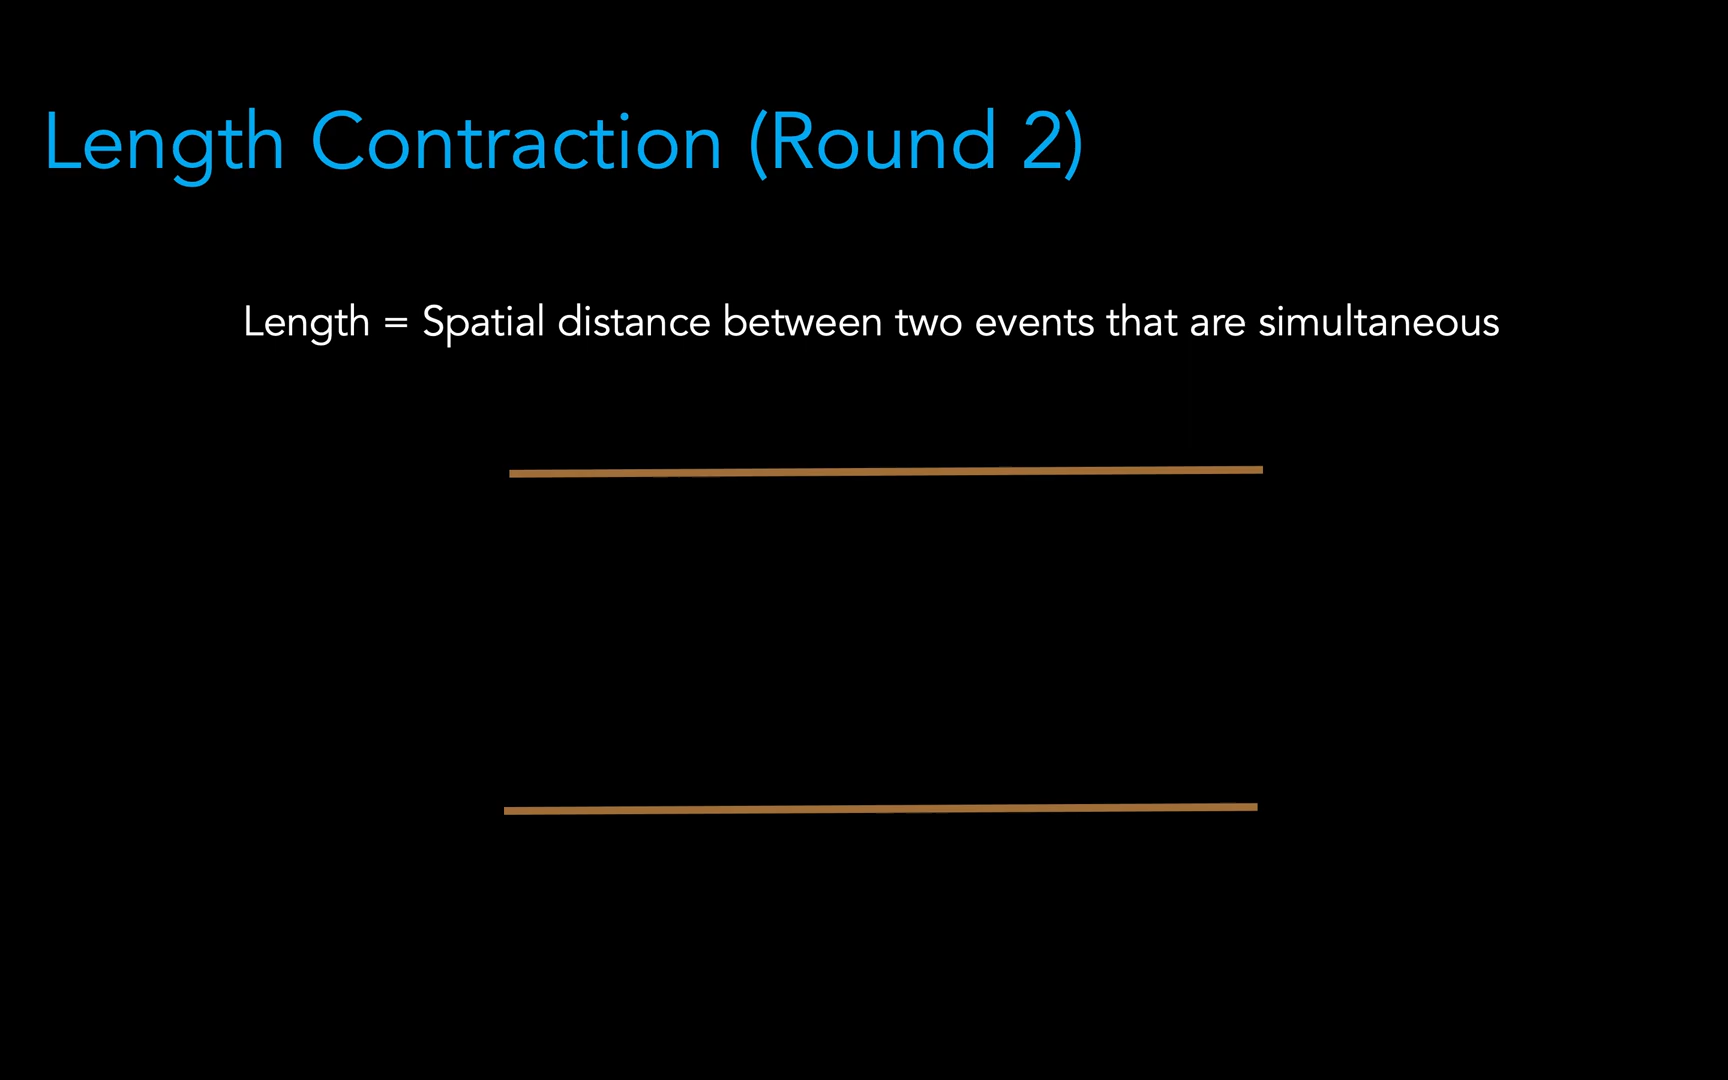 Length Contraction (Round 2)
Length = Spatial distance between two events that are simultaneous